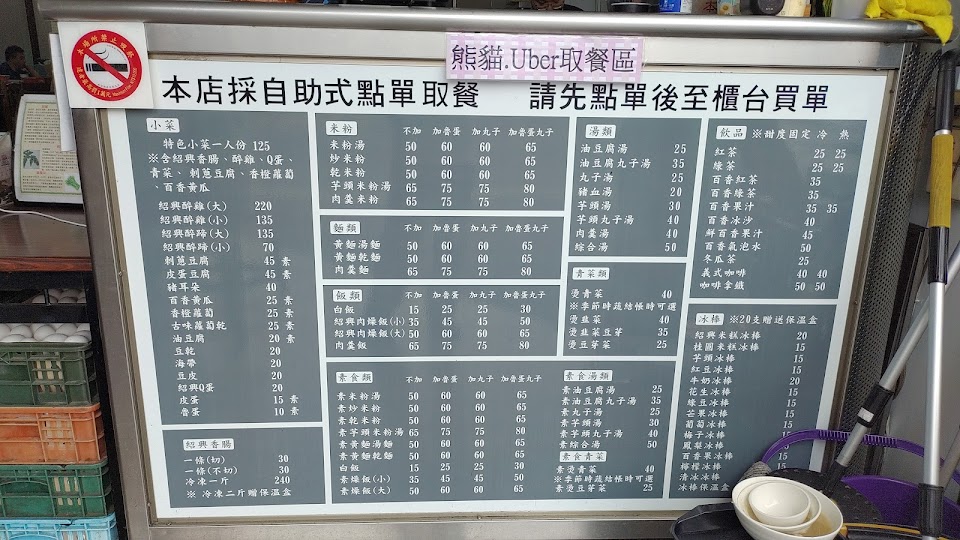 本場所禁止吸菸
熊貓.Uber取餐區
本店採自助式點單取餐 請先點單後至櫃台買單
小菜
特色小菜一人份 125
※含紹興香腸、醉雞、Q蛋、
青菜、刺蔥豆腐、香橙蘿蔔
、百香黃瓜
紹興醉雞(大) 220
紹興醉雞(小) 135
紹興醉蹄(大) 135
紹興醉蹄(小) 70
刺蔥豆腐 45 素
皮蛋豆腐 45 素
豬耳朵 40
百香黃瓜 25 素
香橙蘿蔔 25 素
古味蘿蔔乾 25 素
油豆腐 20 素
豆乾 20
海帶 20
豆皮 20
紹興Q蛋 20
皮蛋 15 素
魯蛋 10 素
紹興香腸
一條(切) 30
一條(不切) 30
冷凍一斤 240
※ 冷凍二斤贈保溫盒
米粉 不加 加魯蛋 加丸子 加魯蛋丸子
米粉湯 50 60 60 65
炒米粉 50 60 60 65
乾米粉 50 60 60 65
芋頭米粉湯 65 75 75 80
肉羹米粉 65 75 75 80
麵類 不加 加魯蛋 加丸子 加魯蛋丸子
黃麵湯麵 50 60 60 65
黃麵乾麵 50 60 60 65
肉羹麵 65 75 75 80
飯類 不加 加魯蛋 加丸子 加魯蛋丸子
白飯 15 25 25 30
紹興肉燥飯(小) 35 45 45 50
紹興肉燥飯(大) 50 60 60 65
肉羹飯 65 75 75 80
素食類 不加 加魯蛋 加丸子 加魯蛋丸子
素米粉湯 50 60 60 65
素炒米粉 50 60 60 65
素乾米粉 50 60 60 65
素芋頭米粉湯 65 75 75 80
素黃麵湯麵 50 60 60 65
素黃麵乾麵 50 60 60 65
白飯 15 25 25 30
素燥飯(小) 35 45 45 50
素燥飯(大) 50 60 60 65
湯類
油豆腐湯 25
油豆腐丸子湯 35
丸子湯 25
豬血湯 20
芋頭湯 30
芋頭丸子湯 40
肉羹湯 40
綜合湯 50
青菜類
燙青菜 40
※季節時蔬結帳時可選
燙韭菜 40
燙韭菜豆芽 35
燙豆芽菜 25
素食湯類
素油豆腐湯 25
素油豆腐丸子湯 35
素丸子湯 25
素芋頭湯 30
素芋頭丸子湯 40
素綜合湯 50
素食青菜
素燙青菜 40
※季節時蔬結帳時可選
素燙豆芽菜 25
飲品 ※甜度固定 冷 熱
紅茶 25 25
綠茶 25 25
百香紅茶 35
百香綠茶 35
百香果汁 35 35
百香冰沙 40
鮮百香果汁 45
百香氣泡水 50
冬瓜茶 25
義式咖啡 40 40
咖啡拿鐵 50 50
冰棒 ※20支贈送保溫盒
紹興米糕冰棒 20
桂圓米糕冰棒 15
芋頭冰棒 15
紅豆冰棒 15
牛奶冰棒 20
花生冰棒 15
綠豆冰棒 15
芒果冰棒 15
葡萄冰棒 15
梅子冰棒 15
鳳梨冰棒 15
百香果冰棒
檸檬冰棒
清冰冰棒
冰棒保溫盒